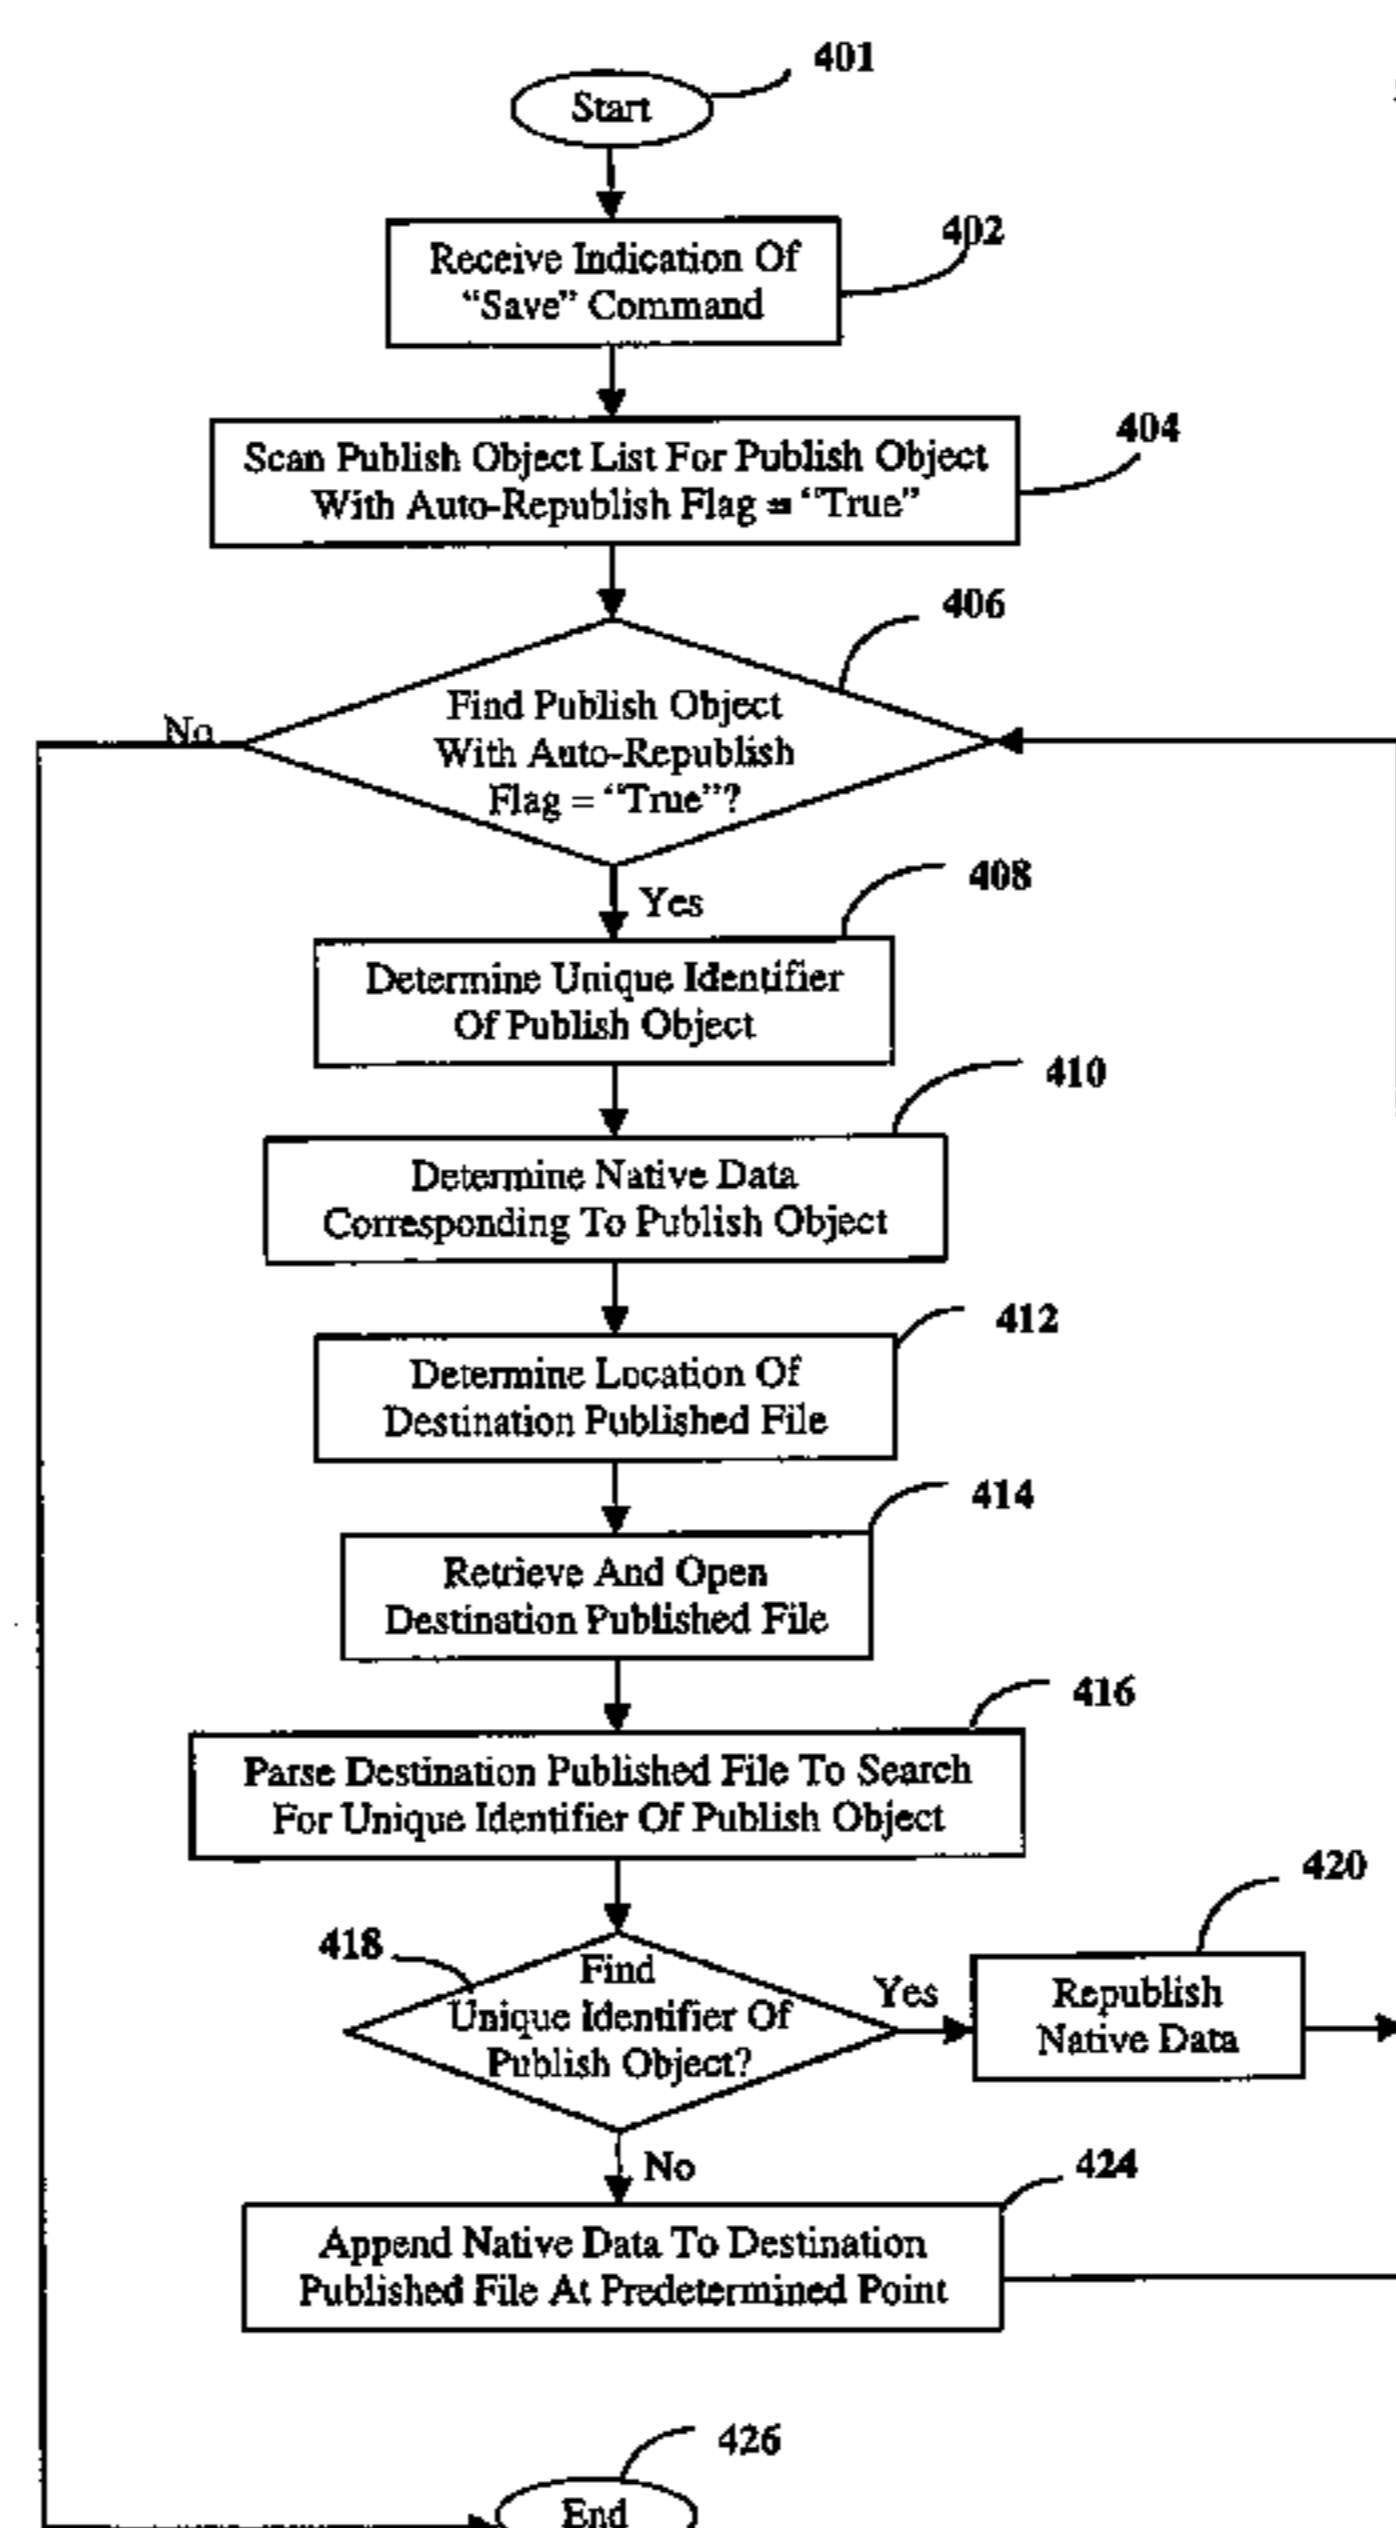 401
Start
402
Receive Indication Of
“Save” Command
404
Scan Publish Object List For Publish Object
With Auto-Republish Flag = “True”
406
Find Publish Object
With Auto-Republish
Flag = “True”?
No
Yes
408
Determine Unique Identifier
Of Publish Object
410
Determine Native Data
Corresponding To Publish Object
412
Determine Location Of
Destination Published File
414
Retrieve And Open
Destination Published File
416
Parse Destination Published File To Search
For Unique Identifier Of Publish Object
418
Find
Unique Identifier Of
Publish Object?
Yes
420
Republish
Native Data
No
424
Append Native Data To Destination
Published File At Predetermined Point
426
End